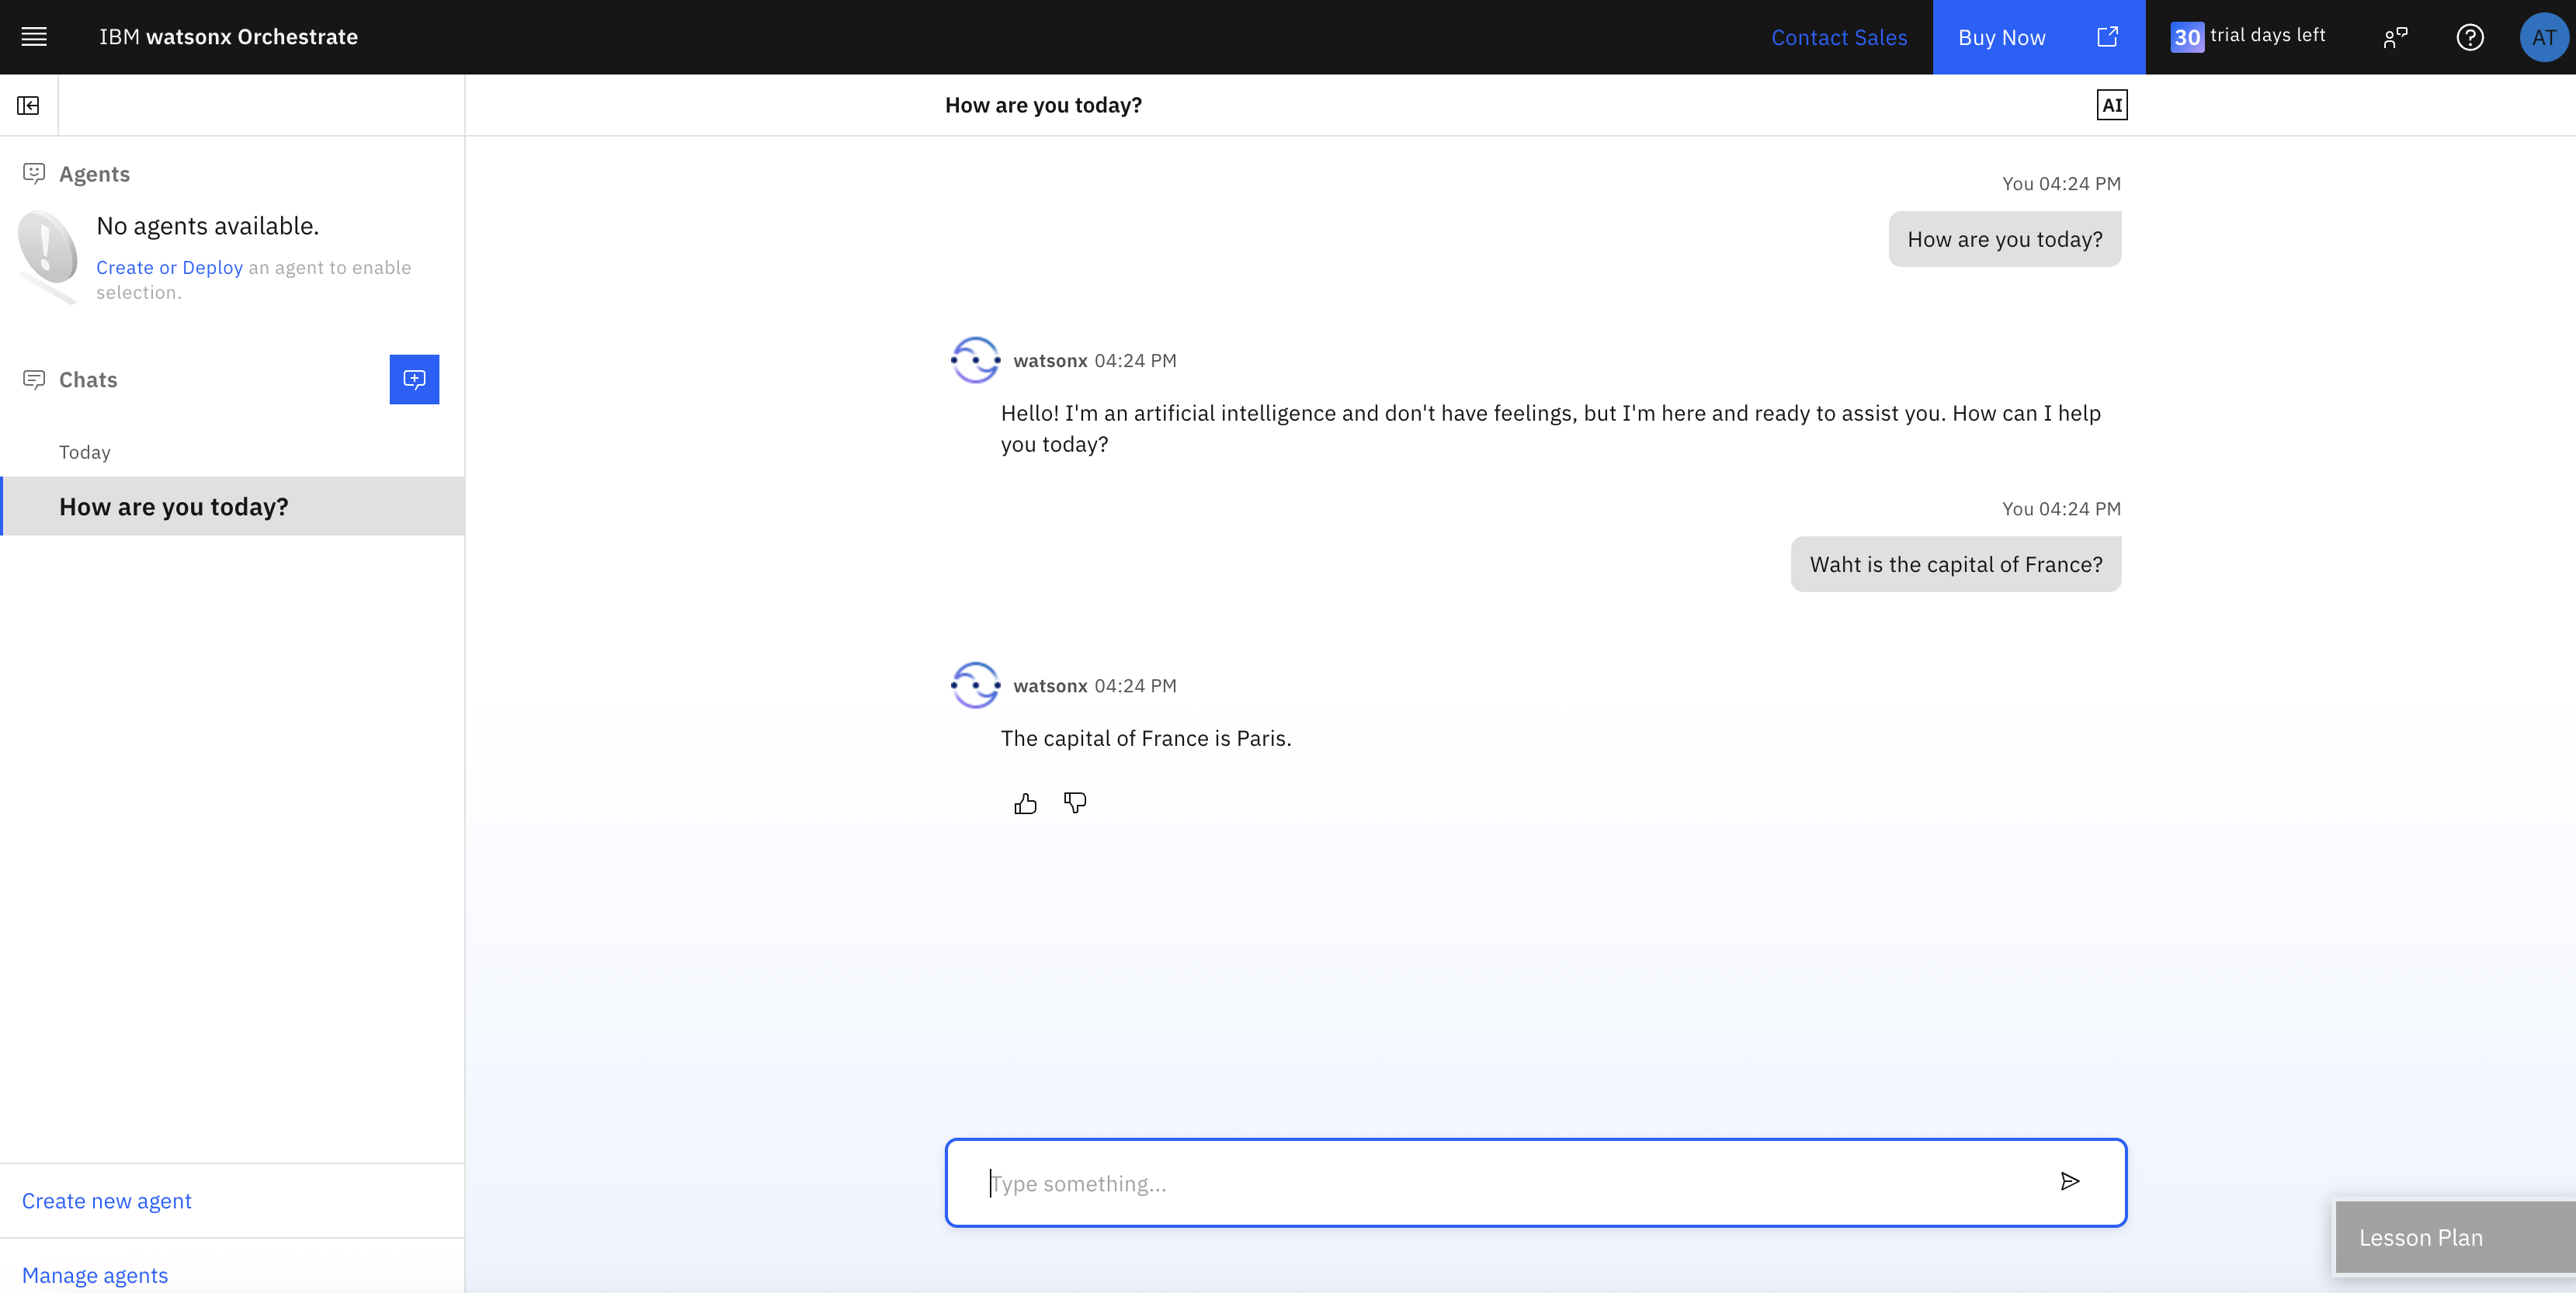 IBM watsonx Orchestrate
Contact Sales
Buy Now
30 trial days left
AT
How are you today?
AI
Agents
No agents available.
Create or Deploy an agent to enable
selection.
Chats
Today
How are you today?
You 04:24 PM
How are you today?
watsonx 04:24 PM
Hello! I'm an artificial intelligence and don't have feelings, but I'm here and ready to assist you. How can I help
you today?
You 04:24 PM
Waht is the capital of France?
watsonx 04:24 PM
The capital of France is Paris.
Type something...
Create new agent
Manage agents
Lesson Plan